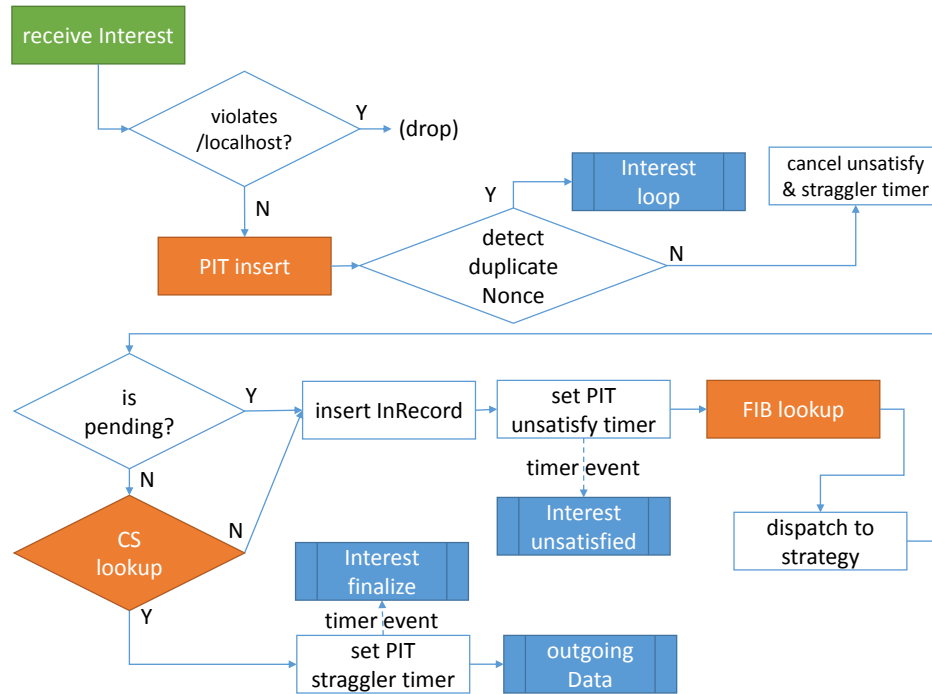 receive Interest
violates
/localhost?
Y
(drop)
N
PIT insert
detect
duplicate
Nonce
Y
Interest
loop
N
cancel unsatisfy
& straggler timer
is
pending?
Y
N
insert InRecord
set PIT
unsatisfy timer
FIB lookup
timer event
Interest
unsatisfied
dispatch to
strategy
CS
lookup
N
Y
Interest
finalize
timer event
set PIT
straggler timer
outgoing
Data